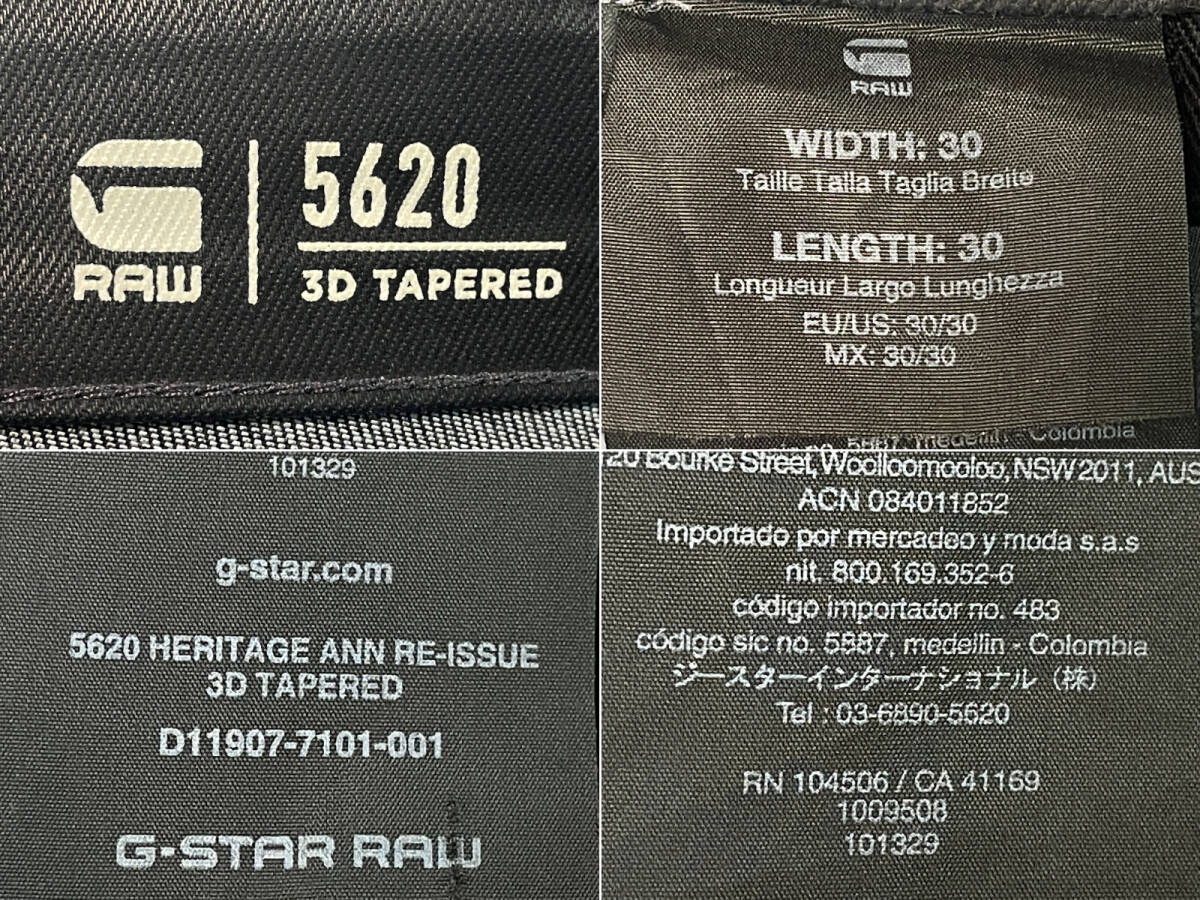 RAW
5620
3D TAPERED
RAW
WIDTH: 30
Taille Talla Taglia Breite
LENGTH: 30
Longueur Largo Lunghezza
EU/US: 30/30
MX: 30/30
101329
g-star.com
5620 HERITAGE ANN RE-ISSUE
3D TAPERED
D11907-7101-001
G-STAR RAW
5887 medellin - Colombia
20 Bourke Street, Woolloomooloo, NSW 2011, AUS
ACN 084011852
Importado por mercadeo y moda s.a.s
nit. 800.169.352-6
código importador no. 483
código sic no. 5887, medellin - Colombia
ジースターインターナショナル（株）
Tel : 03-6890-5620
RN 104506 / CA 41169
1009508
101329